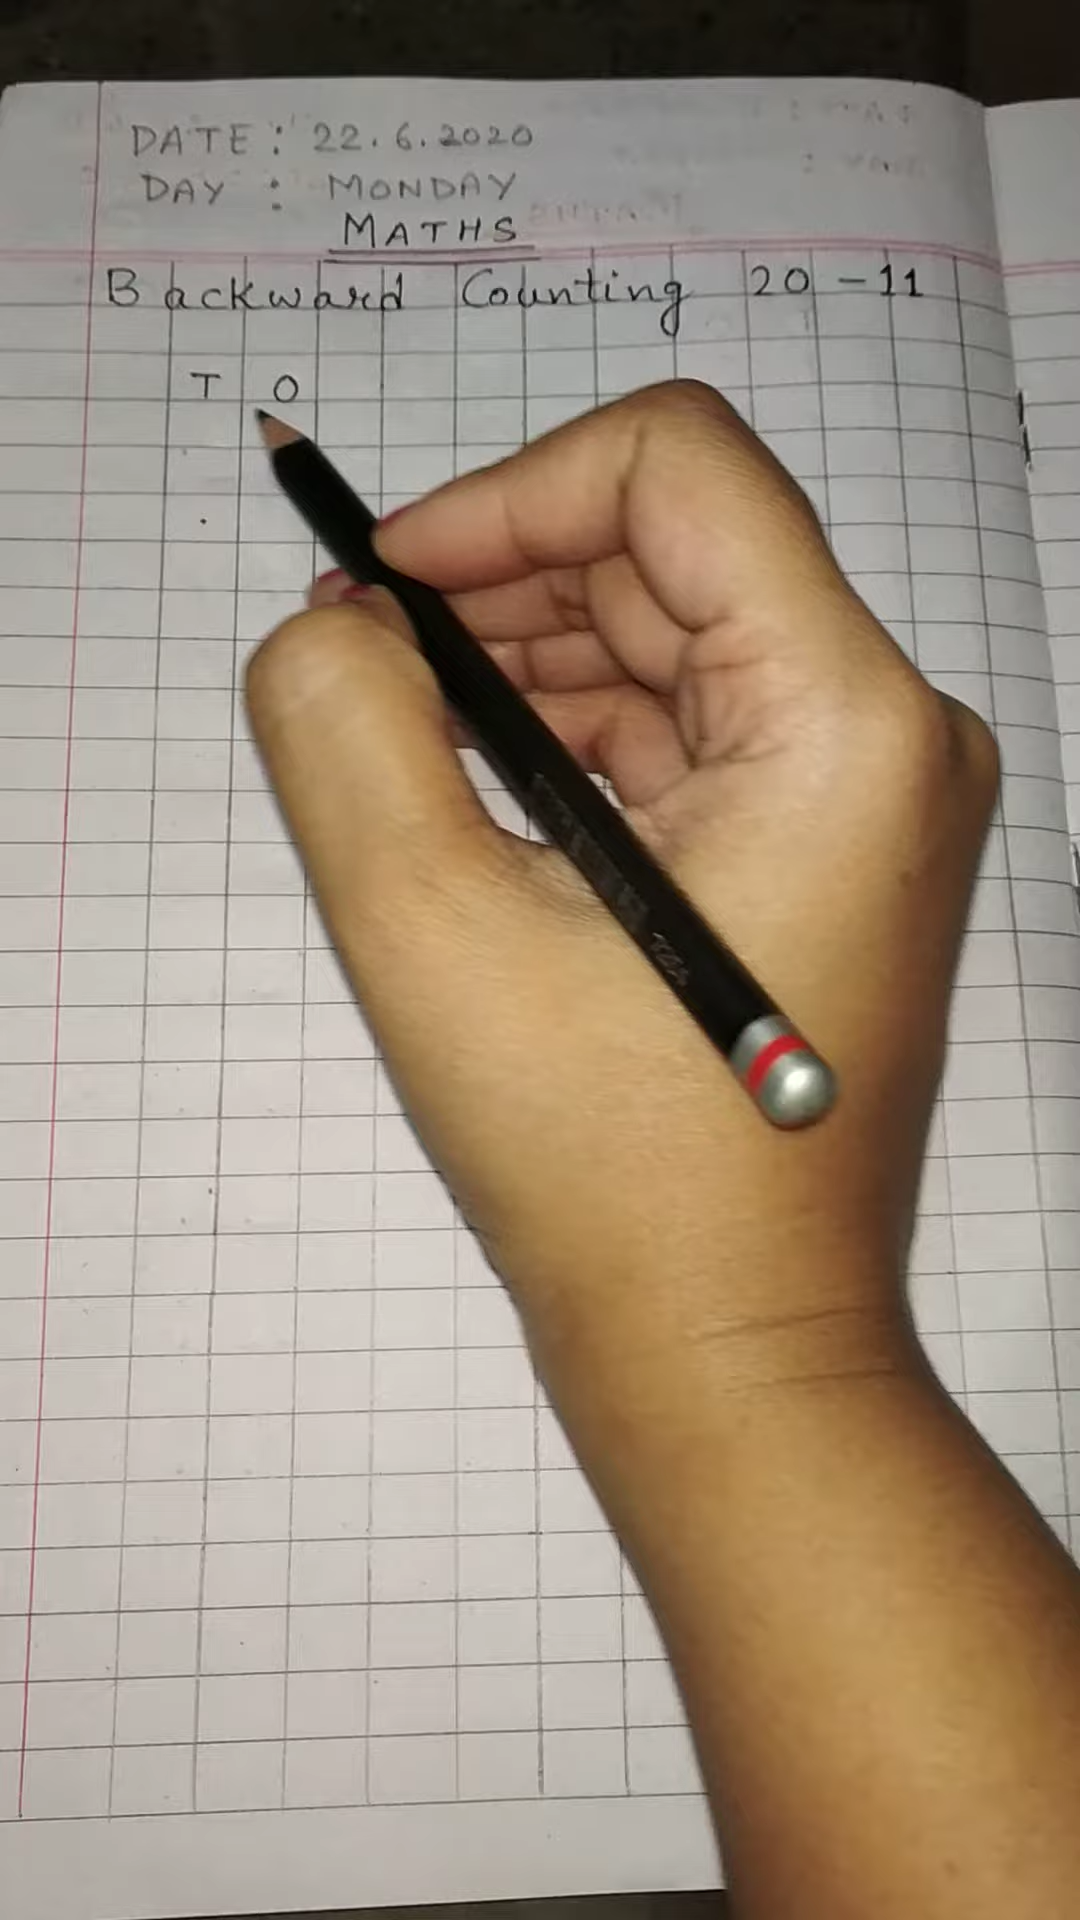 DATE : 22.6.2020
DAY : MONDAY
MATHS
Backward Counting 20-11
T O